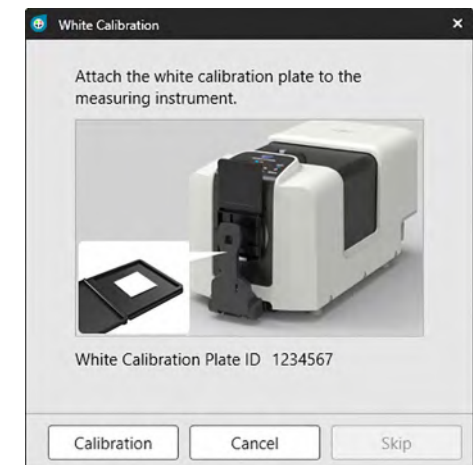 White Calibration
Attach the white calibration plate to the
measuring instrument.
White Calibration Plate ID 1234567
Calibration
Cancel
Skip